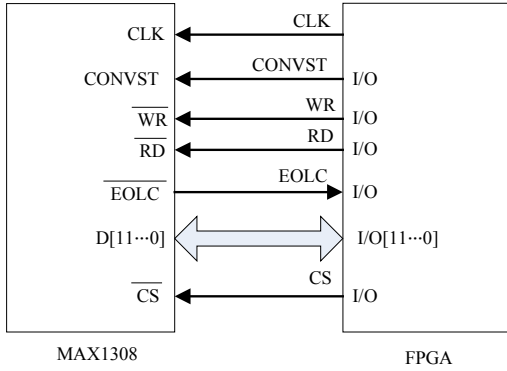 CLK CLK
CONVST CONVST I/O
WR WR I/O
RD RD I/O
EOLC EOLC I/O
D[11···0] I/O[11···0]
CS CS I/O
MAX1308 FPGA